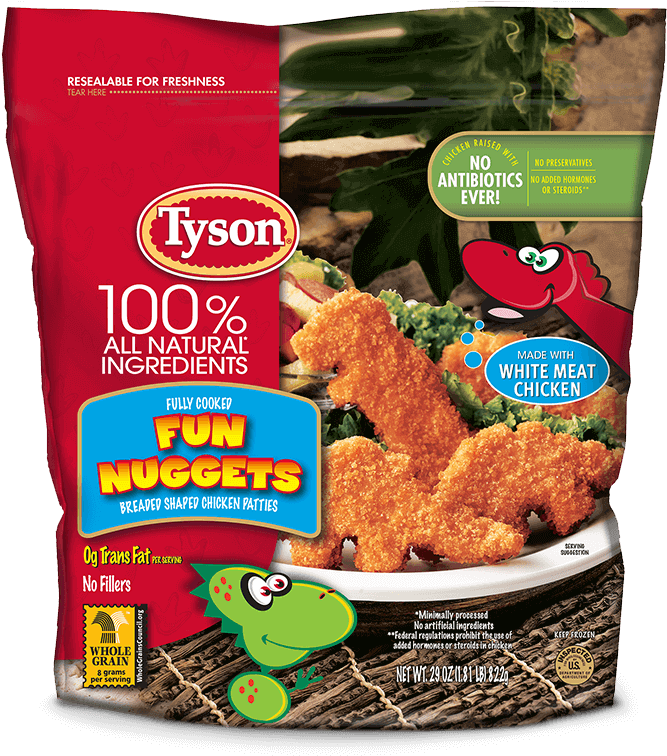 RESEALABLE FOR FRESHNESS
TEAR HERE
CHICKEN RAISED WITH
NO
ANTIBIOTICS
EVER!
NO PRESERVATIVES
NO ADDED HORMONES
OR STEROIDS**
Tyson®
100%
ALL NATURAL*
INGREDIENTS
MADE WITH
WHITE MEAT
CHICKEN
FULLY COOKED
FUN
NUGGETS
BREADED SHAPED CHICKEN PATTIES
0g Trans Fat PER SERVING
No Fillers
SERVING
SUGGESTION
WHOLE
GRAIN
8 grams
per serving
WholeGrainsCouncil.org
*Minimally processed
No artificial ingredients
**Federal regulations prohibit the use of
added hormones or steroids in chicken
KEEP FROZEN
INSPECTED
U.S.
DEPARTMENT OF
AGRICULTURE
NET WT. 29 OZ (1.81 LB) 822g